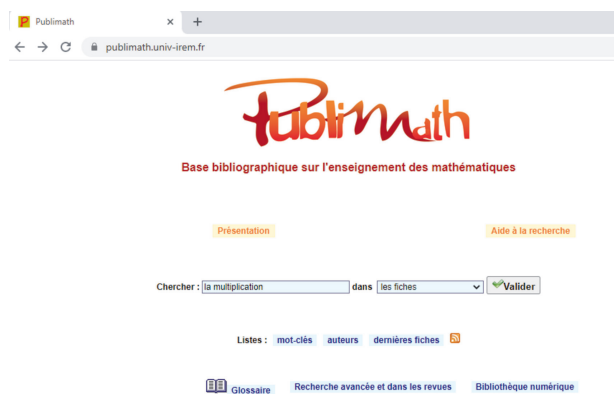 Publimath
publimath.univ-irem.fr
PubliMath
Base bibliographique sur l'enseignement des mathématiques
Présentation Aide à la recherche
Chercher : la multiplication dans les fiches Valider
Listes : mot-clés auteurs dernières fiches
Glossaire Recherche avancée et dans les revues Bibliothèque numérique